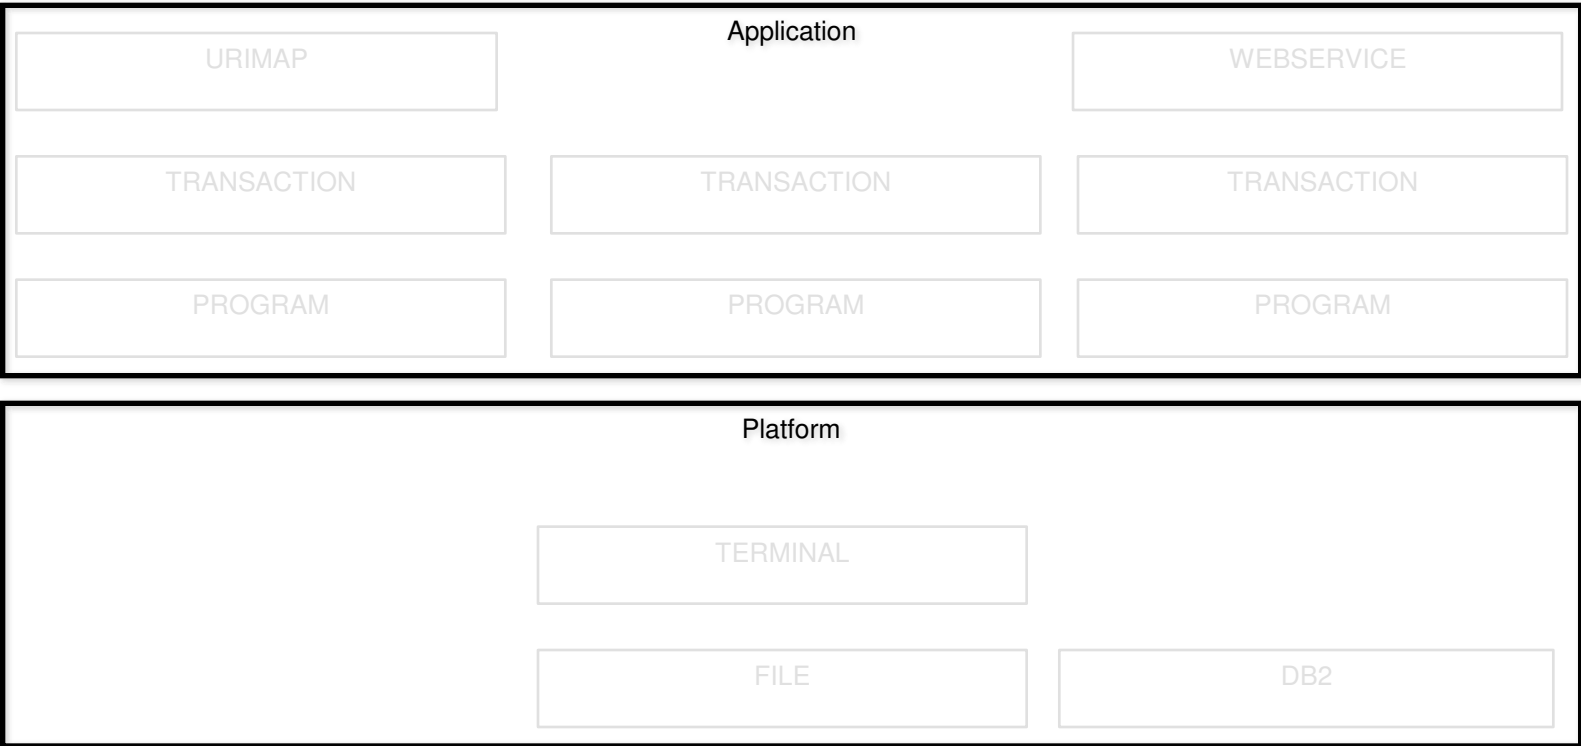 Application
URIMAP
WEBSERVICE
TRANSACTION
TRANSACTION
TRANSACTION
PROGRAM
PROGRAM
PROGRAM
Platform
TERMINAL
FILE
DB2